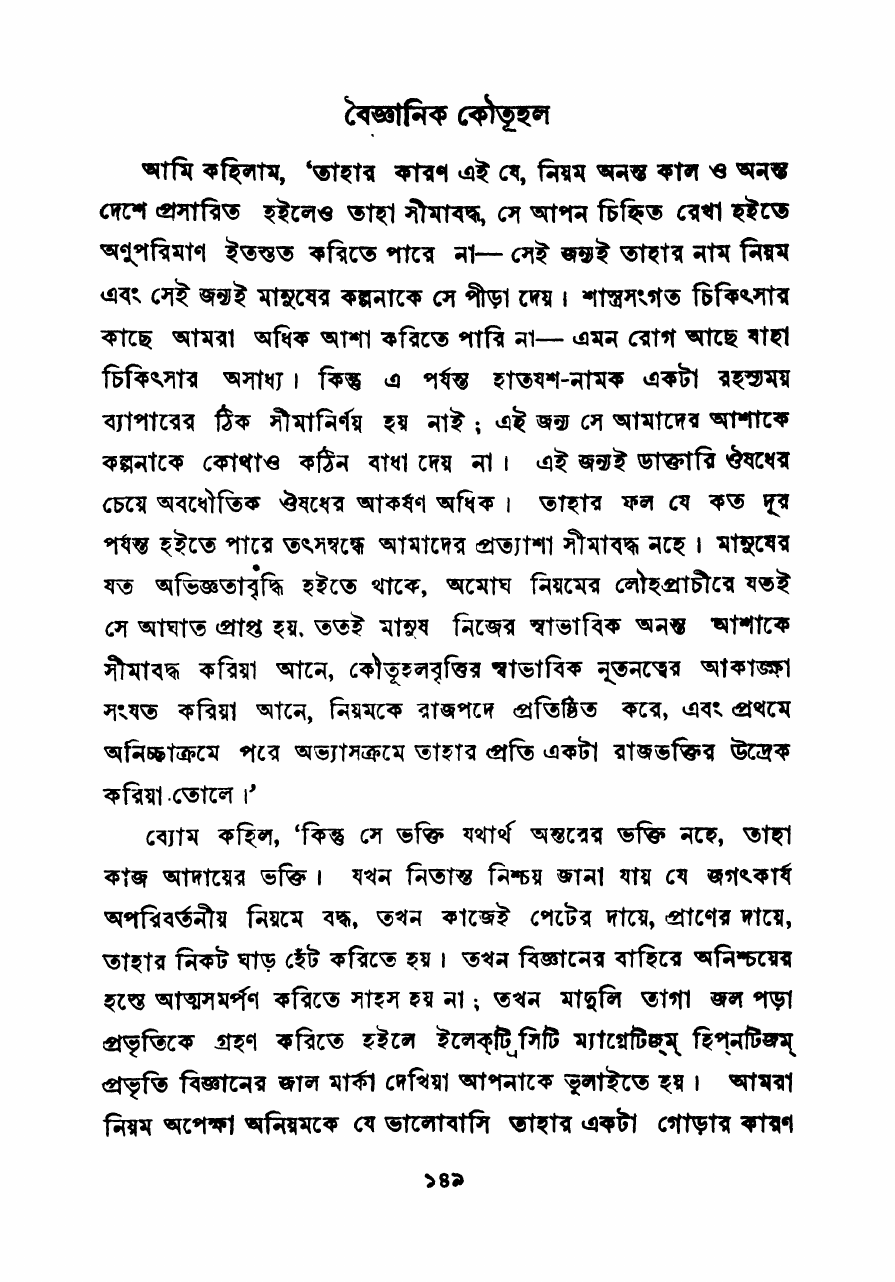 বৈজ্ঞানিক কৌতূহল
আমি কহিলাম, ‘তাহার কারণ এই যে, নিয়ম অনন্ত কাল ও অনন্ত
দেশে প্রসারিত হইলেও তাহা সীমাবদ্ধ, সে আপন চিহ্নিত রেখা হইতে
অণুপরিমাণ ইতস্তত করিতে পারে না— সেই জন্যই তাহার নাম নিয়ম
এবং সেই জন্যই মানুষের কল্পনাকে সে পীড়া দেয়। শাস্ত্রসংগত চিকিৎসার
কাছে আমরা অধিক আশা করিতে পারি না— এমন রোগ আছে যাহা
চিকিৎসার অসাধ্য। কিন্তু এ পর্যন্ত হাতযশ-নামক একটা রহস্যময়
ব্যাপারের ঠিক সীমানির্ণয় হয় নাই ; এই জন্য সে আমাদের আশাকে
কল্পনাকে কোথাও কঠিন বাধা দেয় না। এই জন্যই ডাক্তারি ঔষধের
চেয়ে অবধৌতিক ঔষধের আকর্ষণ অধিক। তাহার ফল যে কত দূর
পর্যন্ত হইতে পারে তৎসম্বন্ধে আমাদের প্রত্যাশা সীমাবদ্ধ নহে। মানুষের
যত অভিজ্ঞতাবৃদ্ধি হইতে থাকে, অমোঘ নিয়মের লৌহপ্রাচীরে যতই
সে আঘাত প্রাপ্ত হয়, ততই মানুষ নিজের স্বাভাবিক অনন্ত আশাকে
সীমাবদ্ধ করিয়া আনে, কৌতূহলবৃত্তির স্বাভাবিক নূতনত্বের আকাঙ্ক্ষা
সংযত করিয়া আনে, নিয়মকে রাজপদে প্রতিষ্ঠিত করে, এবং প্রথমে
অনিচ্ছাক্রমে পরে অভ্যাসক্রমে তাহার প্রতি একটা রাজভক্তির উদ্রেক
করিয়া তোলে।’
ব্যোম কহিল, ‘কিন্তু সে ভক্তি যথার্থ অন্তরের ভক্তি নহে, তাহা
কাজ আদায়ের ভক্তি। যখন নিতান্ত নিশ্চয় জানা যায় যে জগৎকার্য
অপরিবর্তনীয় নিয়মে বদ্ধ, তখন কাজেই পেটের দায়ে, প্রাণের দায়ে,
তাহার নিকট ঘাড় হেঁট করিতে হয়। তখন বিজ্ঞানের বাহিরে অনিশ্চয়ের
হস্তে আত্মসমর্পণ করিতে সাহস হয় না ; তখন মাদুলি তাগা জল পড়া
প্রভৃতিকে গ্রহণ করিতে হইলে ইলেক্‌ট্রিসিটি ম্যাগ্নেটিজ্‌ম্ হিপ্‌নটিজ্‌ম্
প্রভৃতি বিজ্ঞানের জাল মার্কা দেখিয়া আপনাকে ভুলাইতে হয়। আমরা
নিয়ম অপেক্ষা অনিয়মকে যে ভালোবাসি তাহার একটা গোড়ার কারণ
১৪৯